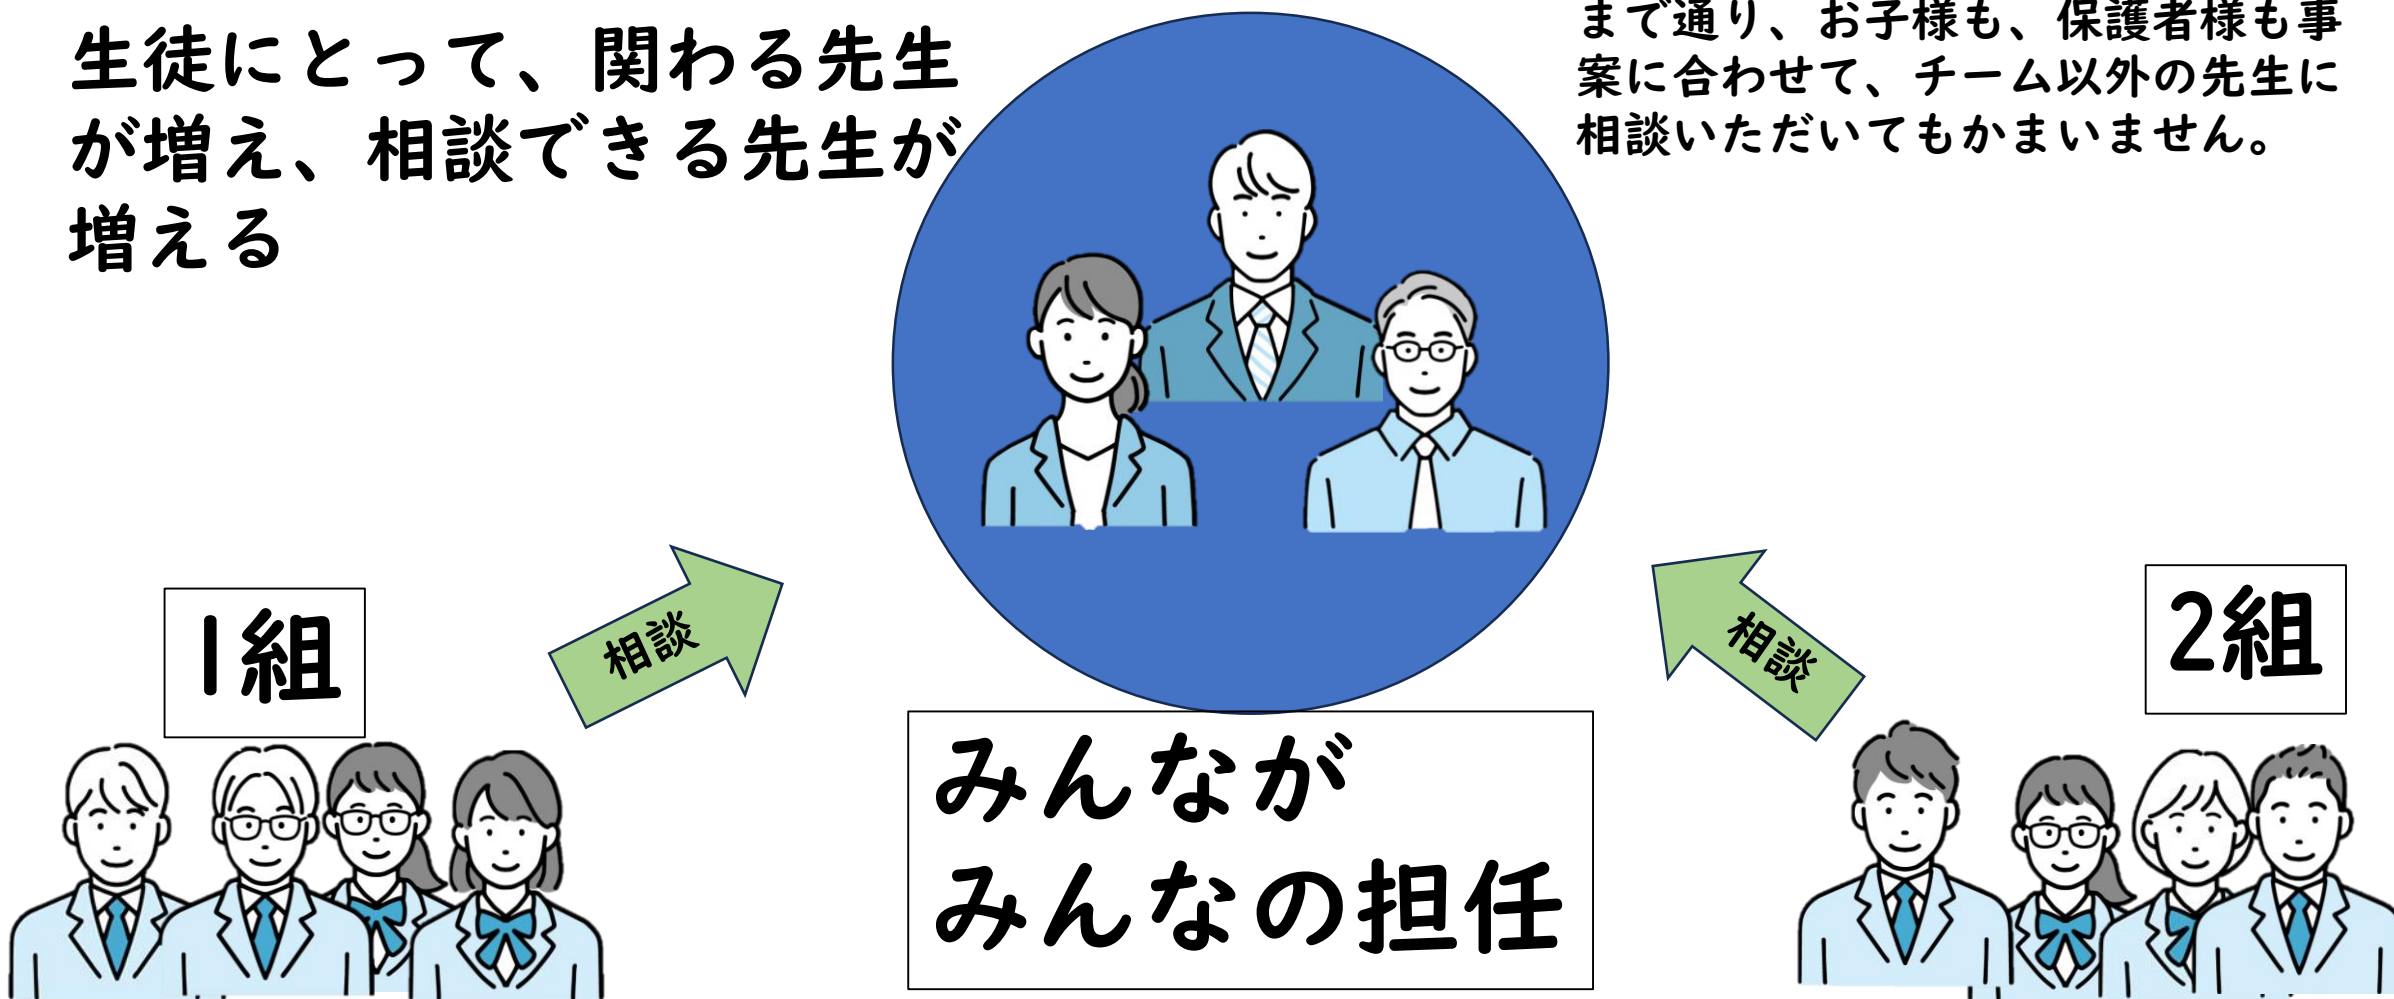 生徒にとって、関わる先生
が増え、相談できる先生が
増える
まで通り、お子様も、保護者様も事
案に合わせて、チーム以外の先生に
相談いただいてもかまいません。
1組
相談
相談
2組
みんなが
みんなの担任